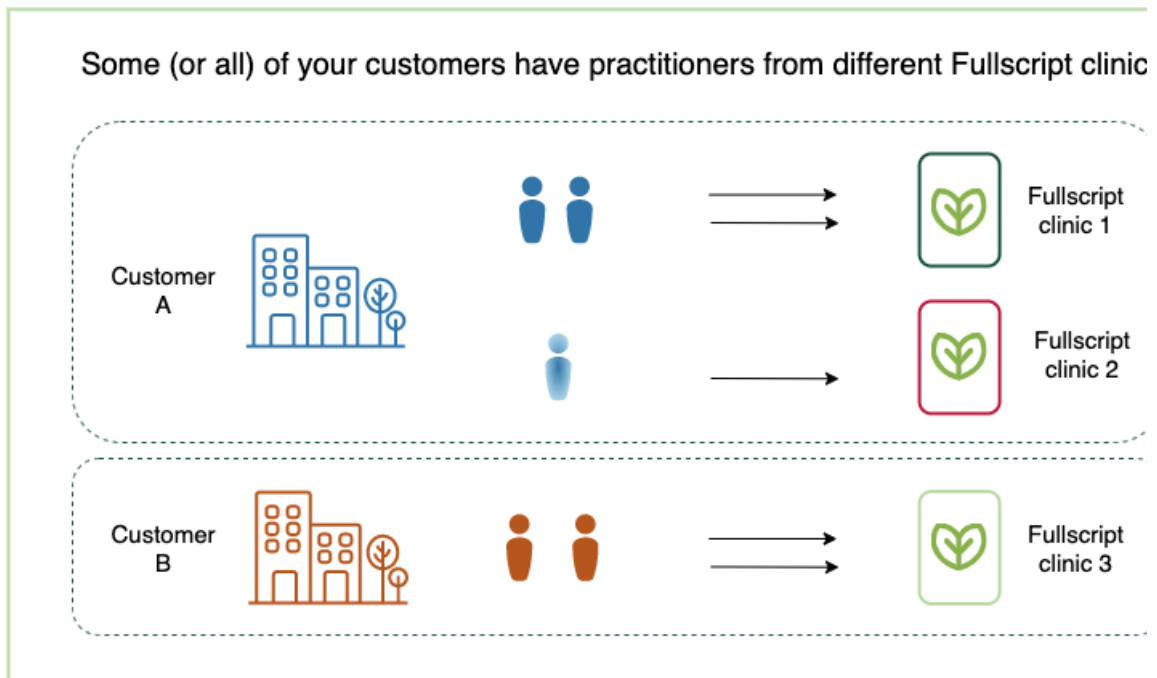 Some (or all) of your customers have practitioners from different Fullscript clinic
Customer
A
Fullscript
clinic 1
Fullscript
clinic 2
Customer
B
Fullscript
clinic 3